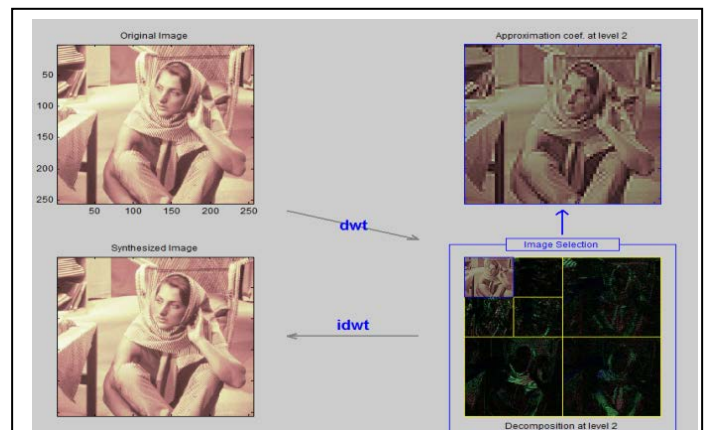 Original Image
50
100
150
200
250
50 100 150 200 250
Approximation coef. at level 2
dwt
Image Selection
Synthesized Image
idwt
Decomposition at level 2